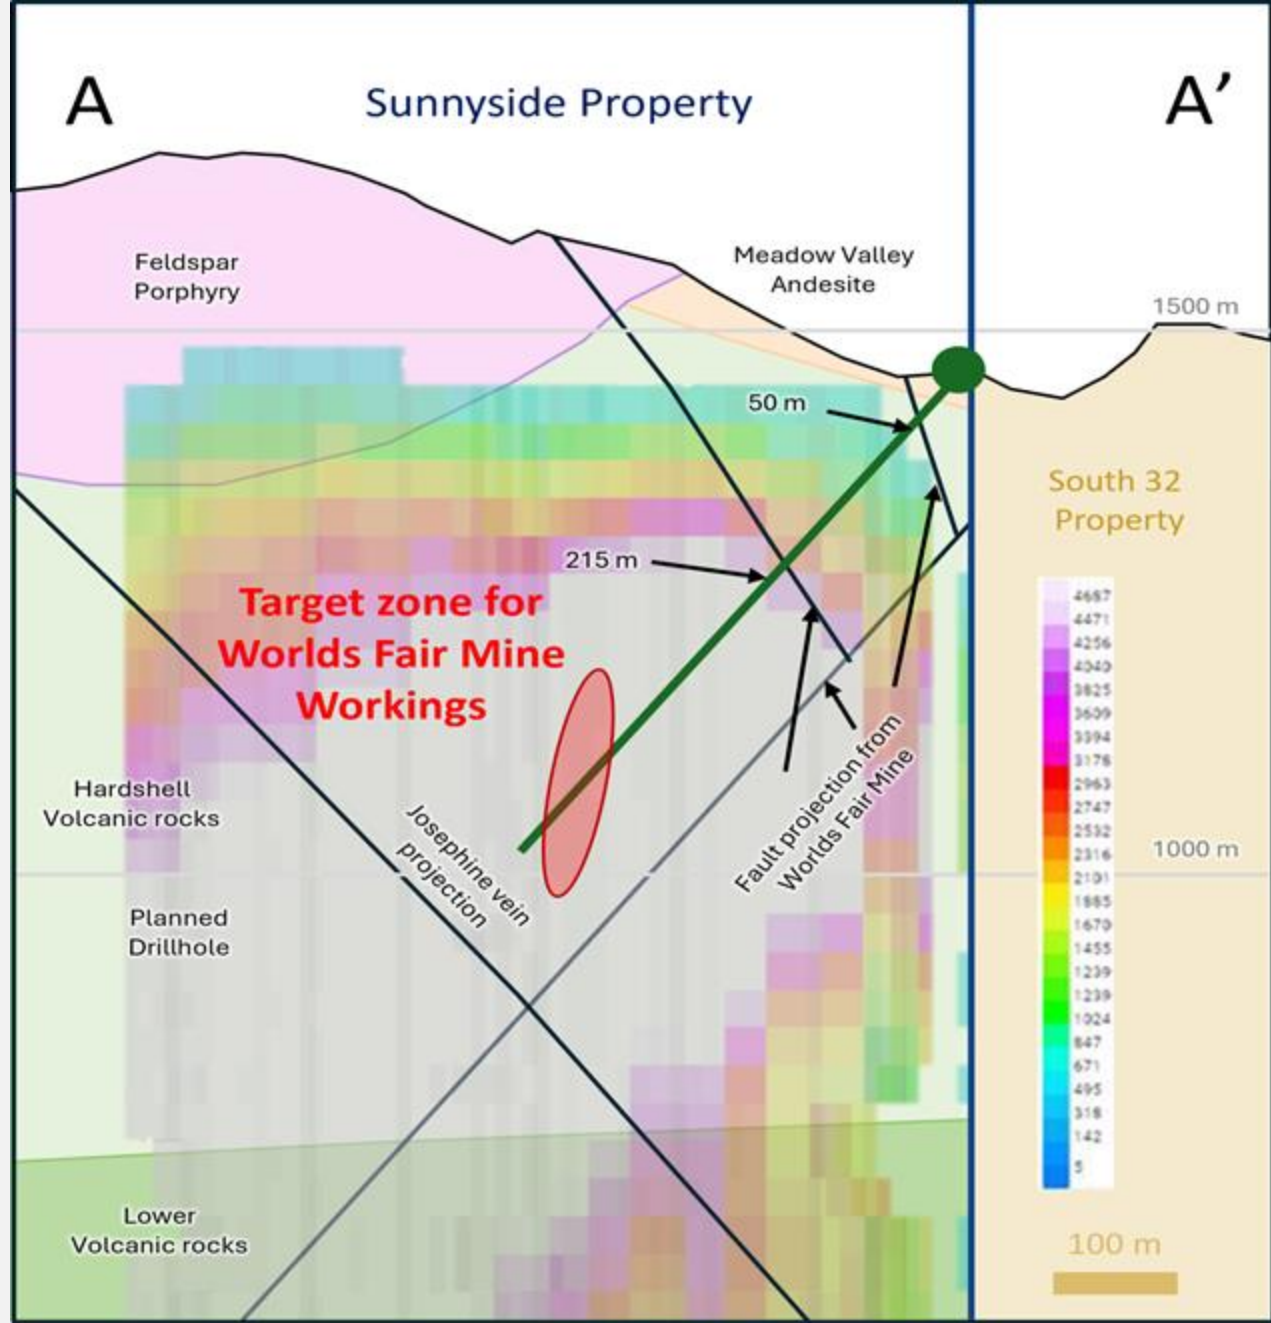 A
Sunnyside Property
A′
Feldspar
Porphyry
Meadow Valley
Andesite
1500 m
50 m
South 32
Property
215 m
Target zone for
Worlds Fair Mine
Workings
4687
4471
4256
4040
3825
3609
3394
3178
2963
2747
2532
2316
2101
1885
1670
1455
1239
1239
1024
847
671
495
318
142
5
Hardshell
Volcanic rocks
Josephine vein
projection
Fault projection from
Worlds Fair Mine
1000 m
Planned
Drillhole
Lower
Volcanic rocks
100 m